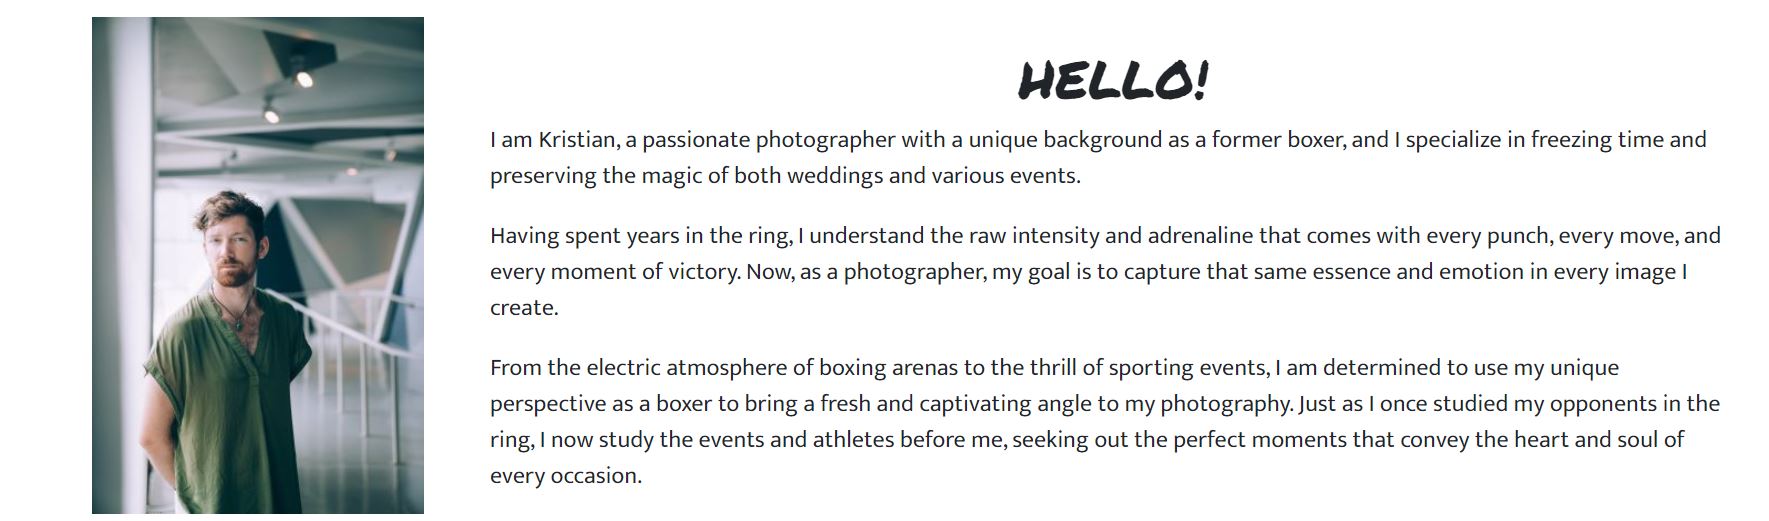 HELLO!
I am Kristian, a passionate photographer with a unique background as a former boxer, and I specialize in freezing time and
preserving the magic of both weddings and various events.
Having spent years in the ring, I understand the raw intensity and adrenaline that comes with every punch, every move, and
every moment of victory. Now, as a photographer, my goal is to capture that same essence and emotion in every image I
create.
From the electric atmosphere of boxing arenas to the thrill of sporting events, I am determined to use my unique
perspective as a boxer to bring a fresh and captivating angle to my photography. Just as I once studied my opponents in the
ring, I now study the events and athletes before me, seeking out the perfect moments that convey the heart and soul of
every occasion.